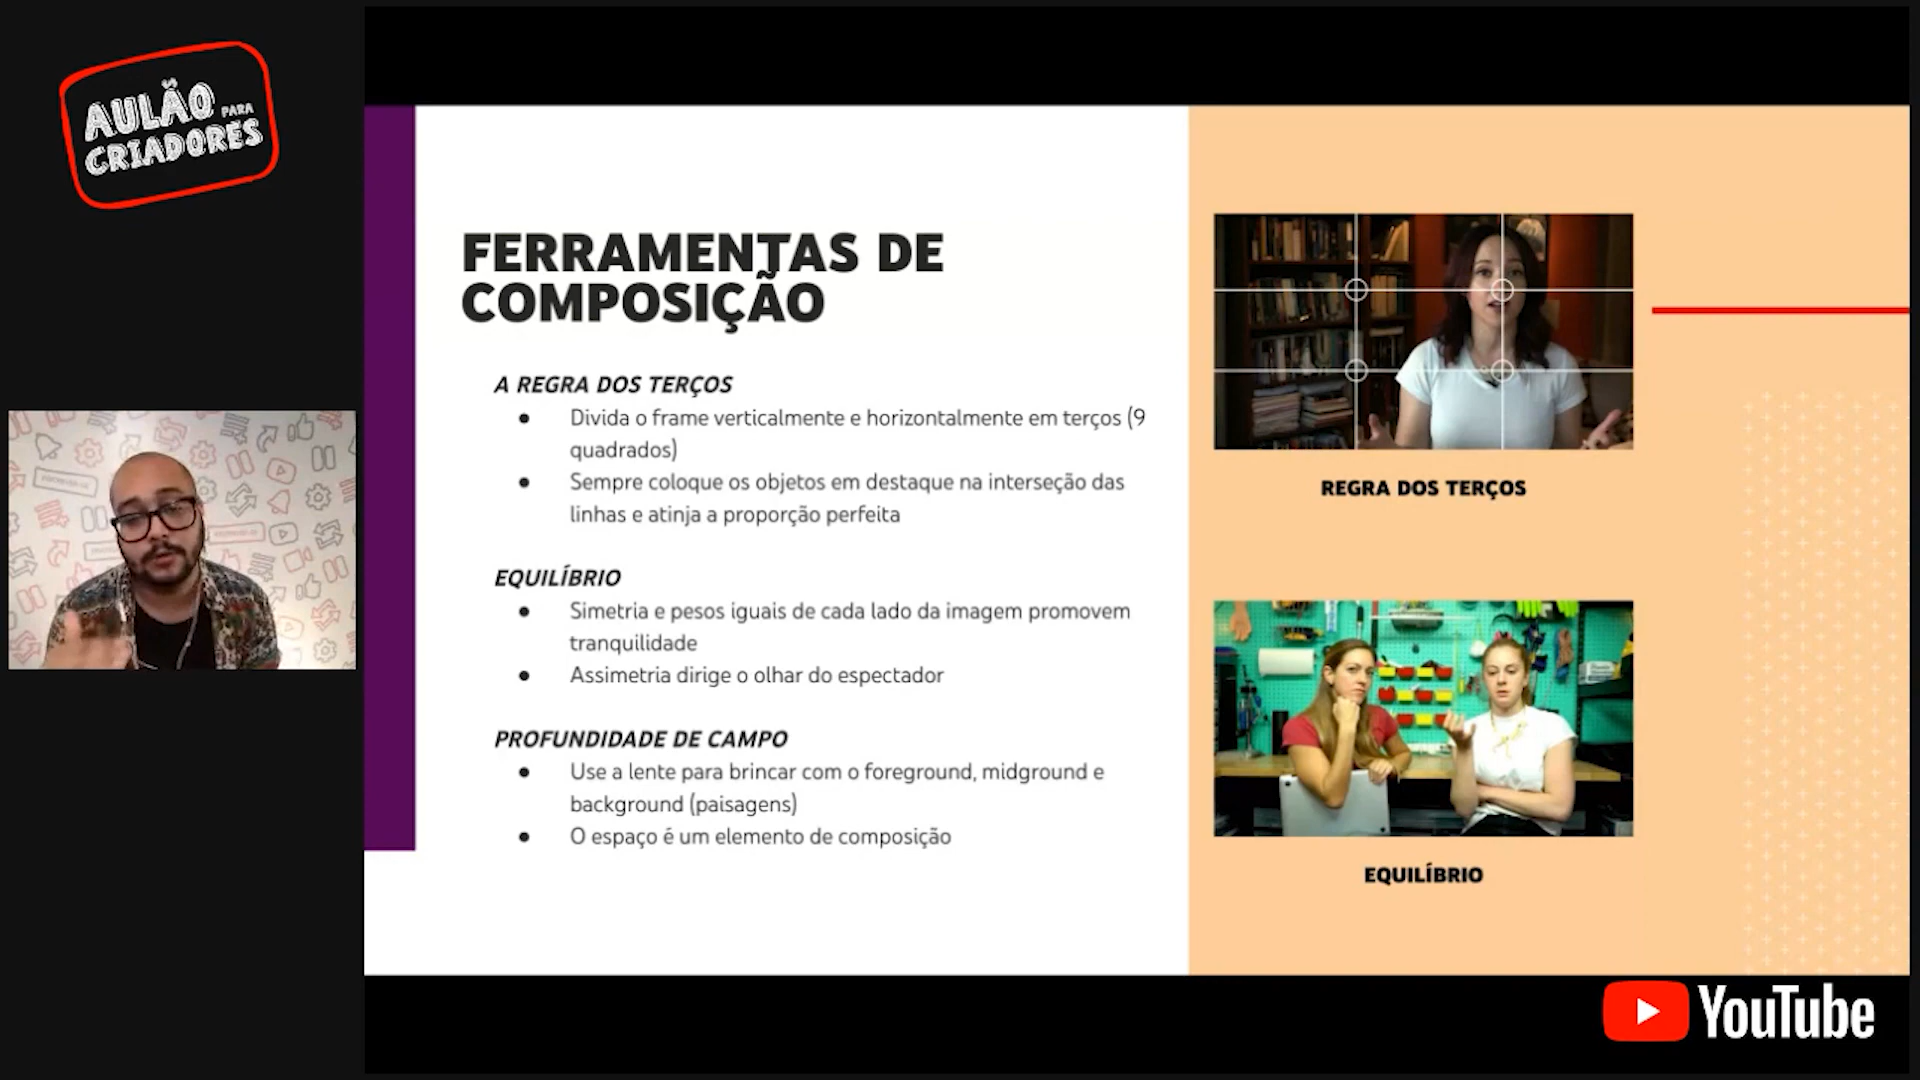 AULÃO PARA
CRIADORES
FERRAMENTAS DE
COMPOSIÇÃO
A REGRA DOS TERÇOS
● Divida o frame verticalmente e horizontalmente em terços (9
quadrados)
● Sempre coloque os objetos em destaque na interseção das
linhas e atinja a proporção perfeita
EQUILÍBRIO
● Simetria e pesos iguais de cada lado da imagem promovem
tranquilidade
● Assimetria dirige o olhar do espectador
PROFUNDIDADE DE CAMPO
● Use a lente para brincar com o foreground, midground e
background (paisagens)
● O espaço é um elemento de composição
REGRA DOS TERÇOS
EQUILÍBRIO
YouTube